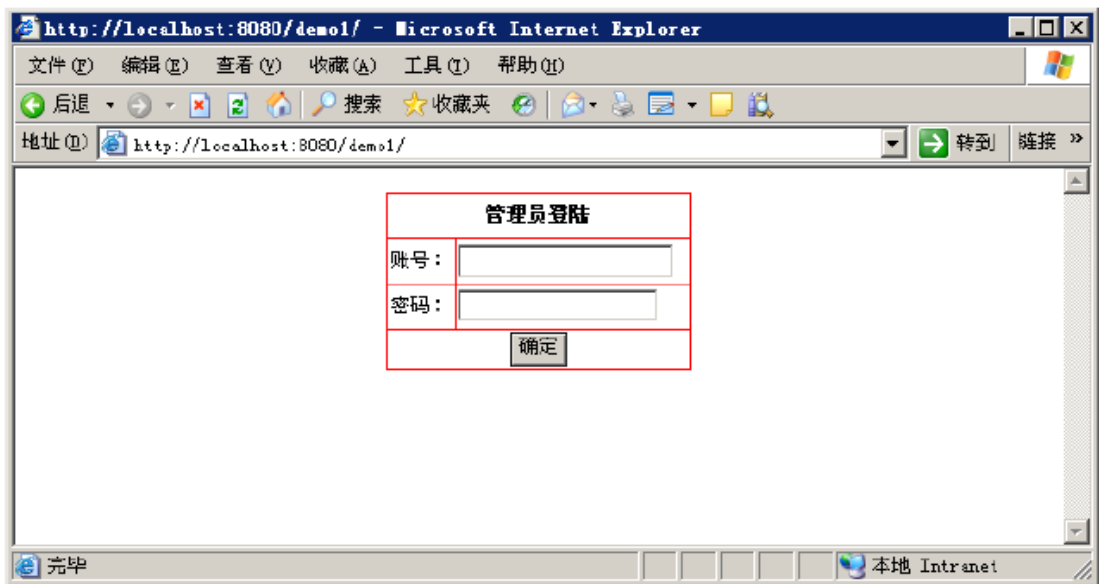 http://localhost:8080/demo1/ - Microsoft Internet Explorer
文件(F) 编辑(E) 查看(V) 收藏(A) 工具(T) 帮助(H)
后退 搜索 收藏夹
地址(D) http://localhost:8080/demo1/ 转到 链接 »
管理员登陆
账号：
密码：
确定
完毕 本地 Intranet